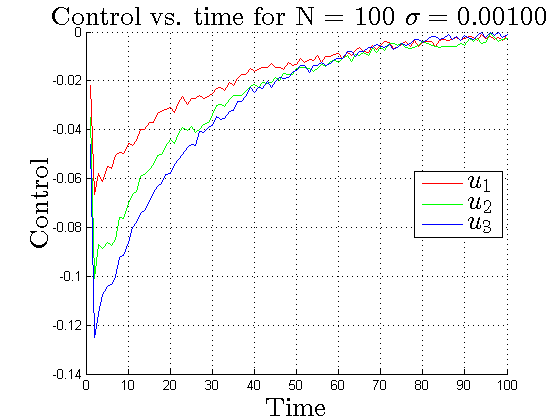 Control vs. time for N = 100 σ = 0.00100
Control
0
-0.02
-0.04
-0.06
-0.08
-0.1
-0.12
-0.14
u1
u2
u3
0 10 20 30 40 50 60 70 80 90 100
Time